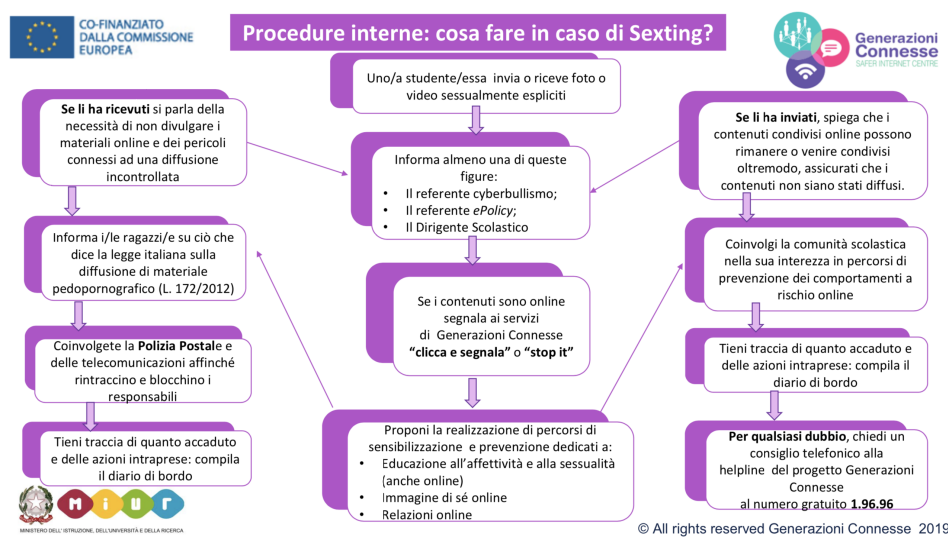 CO-FINANZIATO
DALLA COMMISSIONE
EUROPEA
Procedure interne: cosa fare in caso di Sexting?
Generazioni
Connesse
SAFER INTERNET CENTRE
Uno/a studente/essa invia o riceve foto o
video sessualmente espliciti
Se li ha ricevuti si parla della
necessità di non divulgare i
materiali online e dei pericoli
connessi ad una diffusione
incontrollata
Informa i/le ragazzi/e su ciò che
dice la legge italiana sulla
diffusione di materiale
pedopornografico (L. 172/2012)
Coinvolgete la Polizia Postale e
delle telecomunicazioni affinché
rintraccino e blocchino i
responsabili
Tieni traccia di quanto accaduto
e delle azioni intraprese: compila
il diario di bordo
Informa almeno una di queste
figure:
• Il referente cyberbullismo;
• Il referente ePolicy;
• Il Dirigente Scolastico
Se i contenuti sono online
segnala ai servizi
di Generazioni Connesse
“clicca e segnala” o “stop it”
Proponi la realizzazione di percorsi di
sensibilizzazione e prevenzione dedicati a:
• Educazione all’affettività e alla sessualità
(anche online)
• Immagine di sé online
• Relazioni online
Se li ha inviati, spiega che i
contenuti condivisi online possono
rimanere o venire condivisi
oltremodo, assicurati che i
contenuti non siano stati diffusi.
Coinvolgi la comunità scolastica
nella sua interezza in percorsi di
prevenzione dei comportamenti a
rischio online
Tieni traccia di quanto accaduto e
delle azioni intraprese: compila il
diario di bordo
Per qualsiasi dubbio, chiedi un
consiglio telefonico alla
helpline del progetto Generazioni
Connesse
al numero gratuito 1.96.96
miur
MINISTERO DELL'ISTRUZIONE, DELL'UNIVERSITÀ E DELLA RICERCA
© All rights reserved Generazioni Connesse 2019